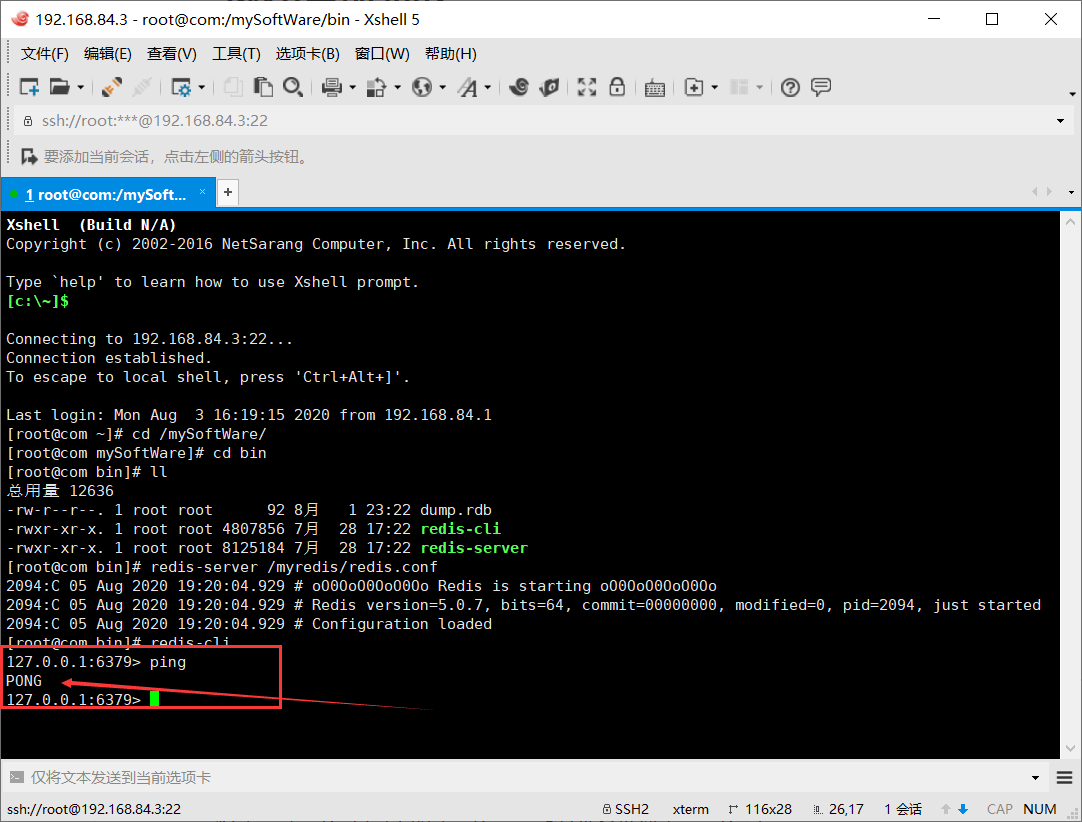 192.168.84.3 - root@com:/mySoftWare/bin - Xshell 5
文件(F) 编辑(E) 查看(V) 工具(T) 选项卡(B) 窗口(W) 帮助(H)
ssh://root:***@192.168.84.3:22
要添加当前会话，点击左侧的箭头按钮。
1 root@com:/mySoft... × +
Xshell  (Build N/A)
Copyright (c) 2002-2016 NetSarang Computer, Inc. All rights reserved.
Type `help' to learn how to use Xshell prompt.
[c:\~]$
Connecting to 192.168.84.3:22...
Connection established.
To escape to local shell, press 'Ctrl+Alt+]'.
Last login: Mon Aug  3 16:19:15 2020 from 192.168.84.1
[root@com ~]# cd /mySoftWare/
[root@com mySoftWare]# cd bin
[root@com bin]# ll
总用量 12636
-rw-r--r--. 1 root root      92 8月   1 23:22 dump.rdb
-rwxr-xr-x. 1 root root 4807856 7月  28 17:22 redis-cli
-rwxr-xr-x. 1 root root 8125184 7月  28 17:22 redis-server
[root@com bin]# redis-server /myredis/redis.conf
2094:C 05 Aug 2020 19:20:04.929 # oO0OoO0OoO0Oo Redis is starting oO0OoO0OoO0Oo
2094:C 05 Aug 2020 19:20:04.929 # Redis version=5.0.7, bits=64, commit=00000000, modified=0, pid=2094, just started
2094:C 05 Aug 2020 19:20:04.929 # Configuration loaded
[root@com bin]# redis-cli
127.0.0.1:6379> ping
PONG
127.0.0.1:6379>
仅将文本发送到当前选项卡
ssh://root@192.168.84.3:22 SSH2 xterm 116x28 26,17 1 会话 CAP NUM